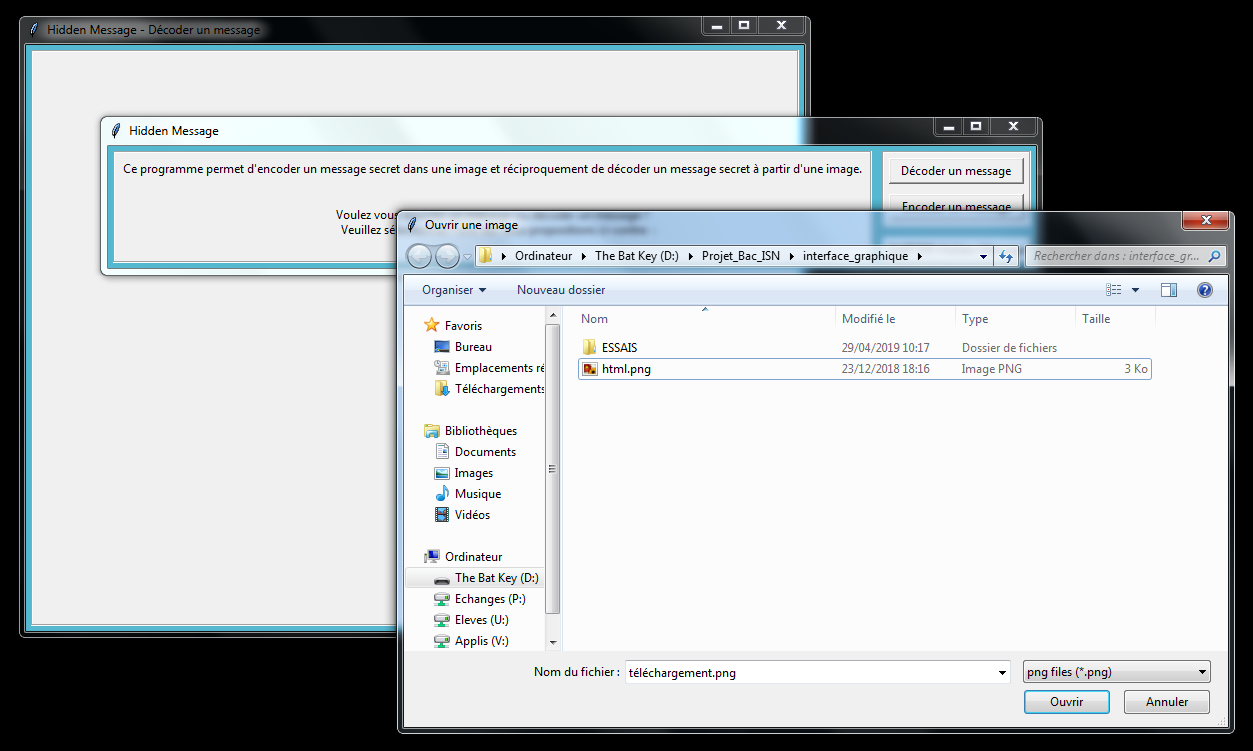 Hidden Message - Décoder un message
Hidden Message
Ce programme permet d'encoder un message secret dans une image et réciproquement de décoder un message secret à partir d'une image.
Décoder un message
Encoder un message
Voulez vous
Veuillez
Ouvrir une image
Ordinateur The Bat Key (D:) Projet_Bac_ISN interface_graphique
Rechercher dans : interface_gr...
Organiser Nouveau dossier
Nom Modifié le Type Taille
ESSAIS 29/04/2019 10:17 Dossier de fichiers
html.png 23/12/2018 18:16 Image PNG 3 Ko
Favoris
Bureau
Emplacements ré
Téléchargements
Bibliothèques
Documents
Images
Musique
Vidéos
Ordinateur
The Bat Key (D:)
Echanges (P:)
Eleves (U:)
Applis (V:)
Nom du fichier : téléchargement.png png files (*.png)
Ouvrir Annuler